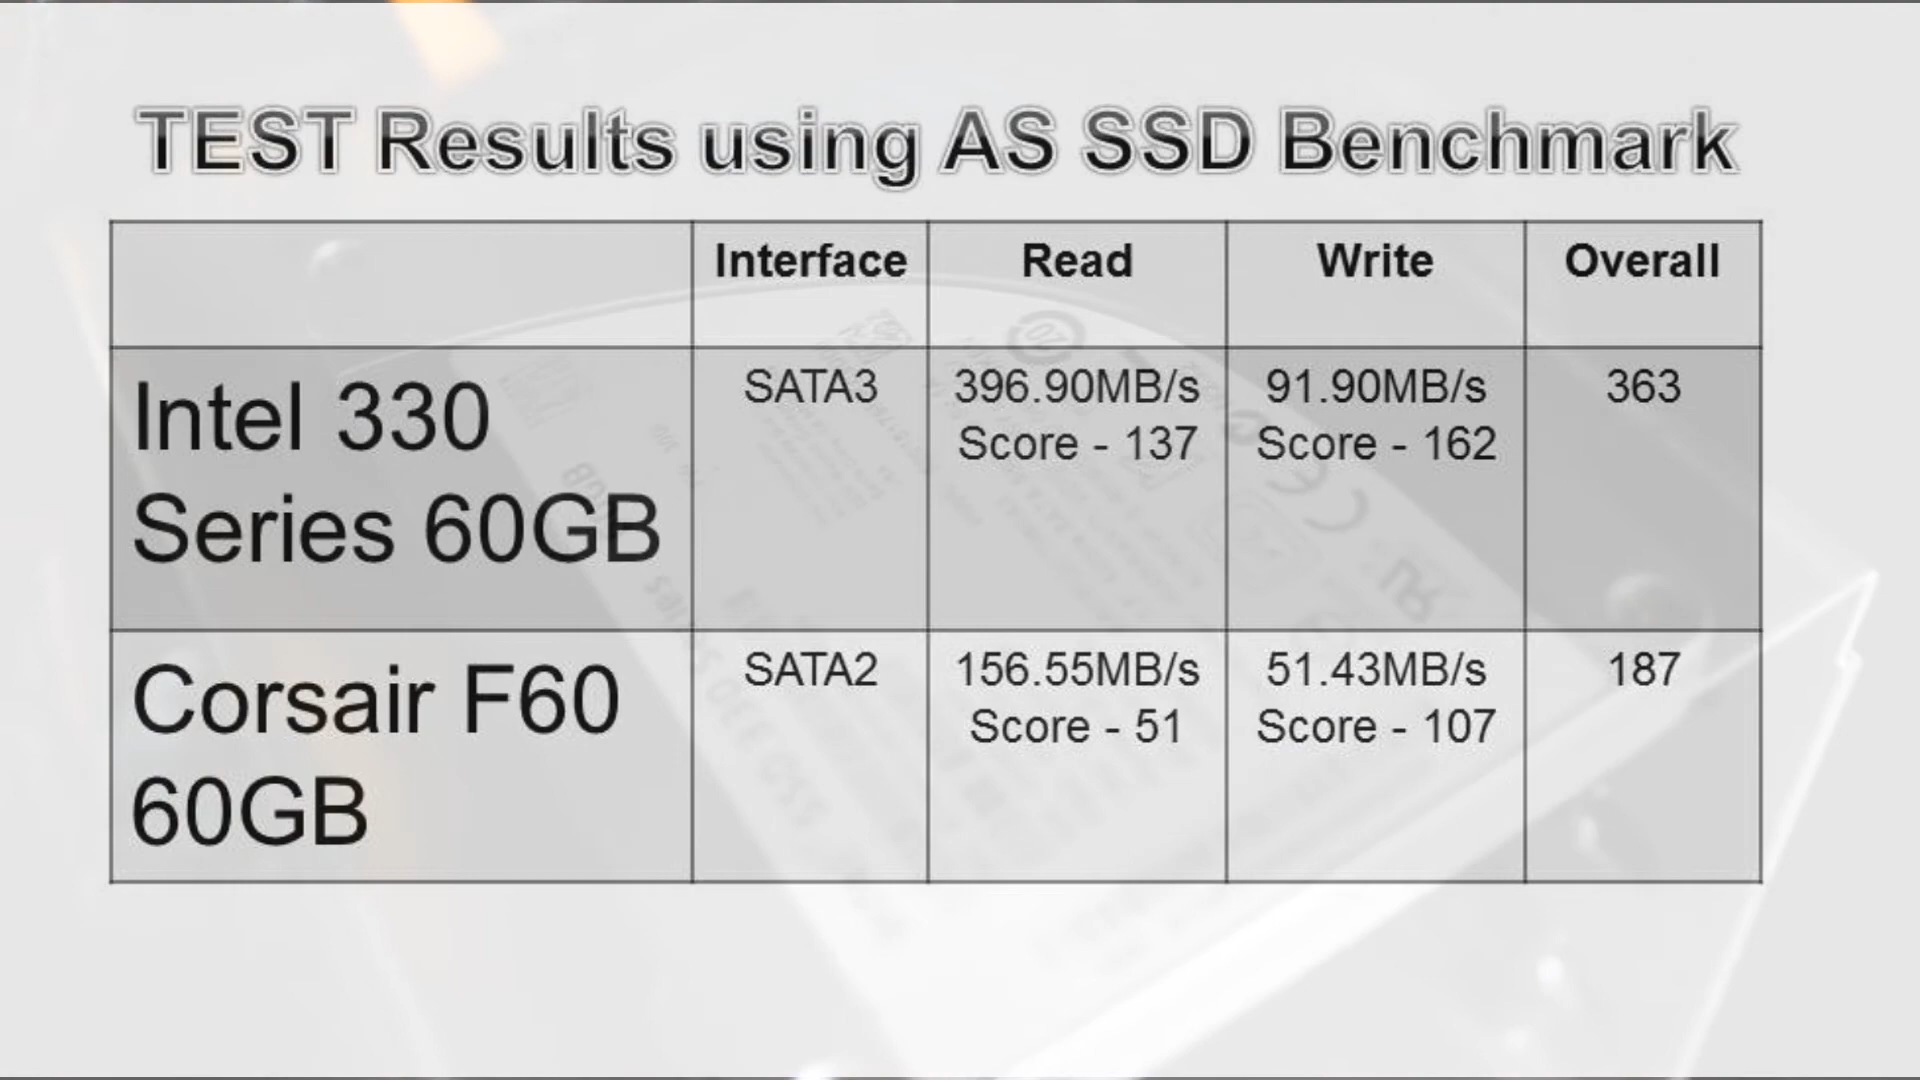 TEST Results using AS SSD Benchmark
Interface Read Write Overall
Intel 330 Series 60GB
SATA3
396.90MB/s
Score - 137
91.90MB/s
Score - 162
363
Corsair F60 60GB
SATA2
156.55MB/s
Score - 51
51.43MB/s
Score - 107
187